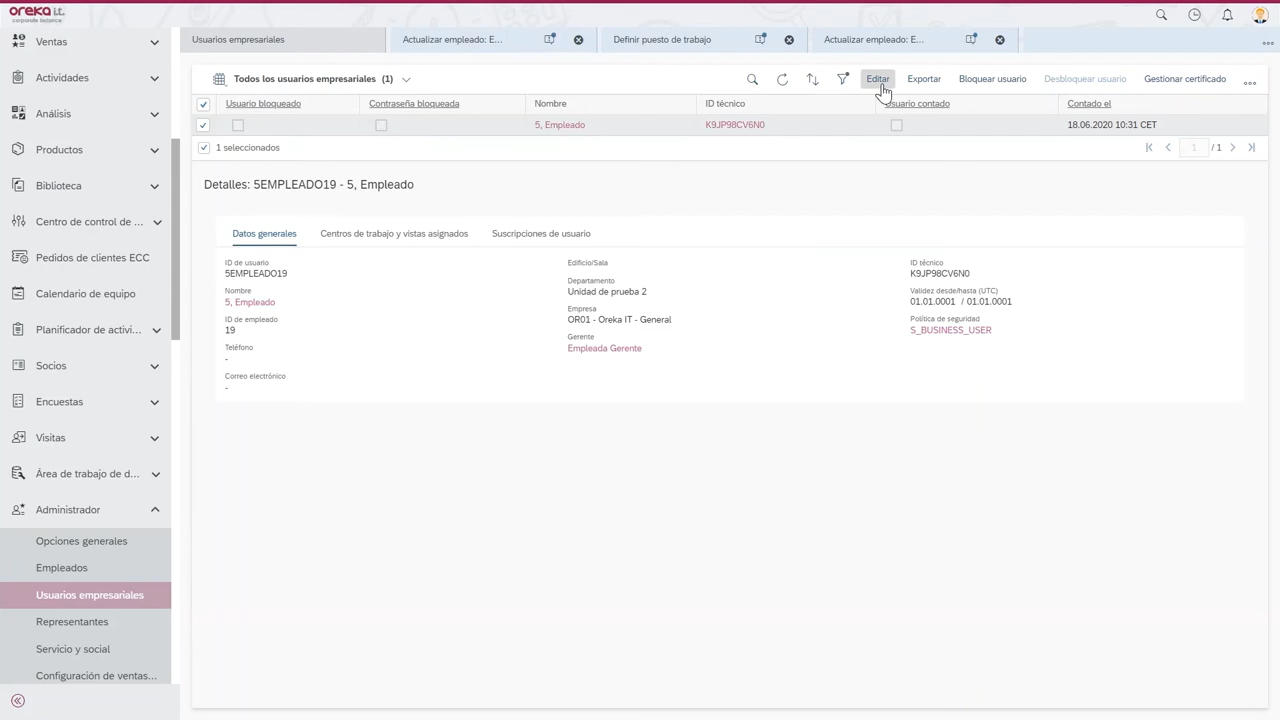 oreka i.t.
corporate balance
Ventas
Actividades
Análisis
Productos
Biblioteca
Centro de control de ...
Pedidos de clientes ECC
Calendario de equipo
Planificador de activi...
Socios
Encuestas
Visitas
Área de trabajo de d...
Administrador
Opciones generales
Empleados
Usuarios empresariales
Representantes
Servicio y social
Configuración de ventas...
Usuarios empresariales
Actualizar empleado: E...
Definir puesto de trabajo
Actualizar empleado: E...
Todos los usuarios empresariales (1)
Editar
Exportar
Bloquear usuario
Desbloquear usuario
Gestionar certificado
Usuario bloqueado
Contraseña bloqueada
Nombre
ID técnico
Usuario contado
Contado el
5, Empleado
K9JP98CV6N0
18.06.2020 10:31 CET
1 seleccionados
1 / 1
Detalles: 5EMPLEADO19 - 5, Empleado
Datos generales
Centros de trabajo y vistas asignados
Suscripciones de usuario
ID de usuario
5EMPLEADO19
Nombre
5, Empleado
ID de empleado
19
Teléfono
-
Correo electrónico
-
Edificio/Sala
Departamento
Unidad de prueba 2
Empresa
OR01 - Oreka IT - General
Gerente
Empleada Gerente
ID técnico
K9JP98CV6N0
Validez desde/hasta (UTC)
01.01.0001 / 01.01.0001
Política de seguridad
S_BUSINESS_USER